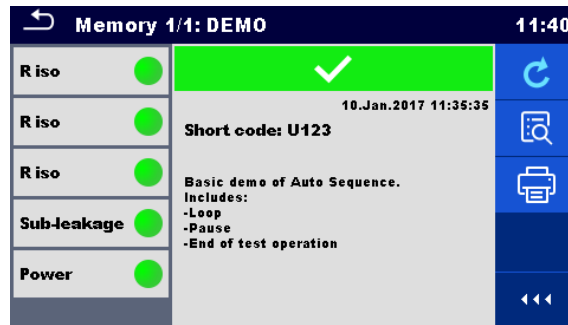 Memory 1/1: DEMO
11:40
R iso
R iso
R iso
Sub-leakage
Power
10.Jan.2017 11:35:35
Short code: U123
Basic demo of Auto Sequence.
Includes:
-Loop
-Pause
-End of test operation